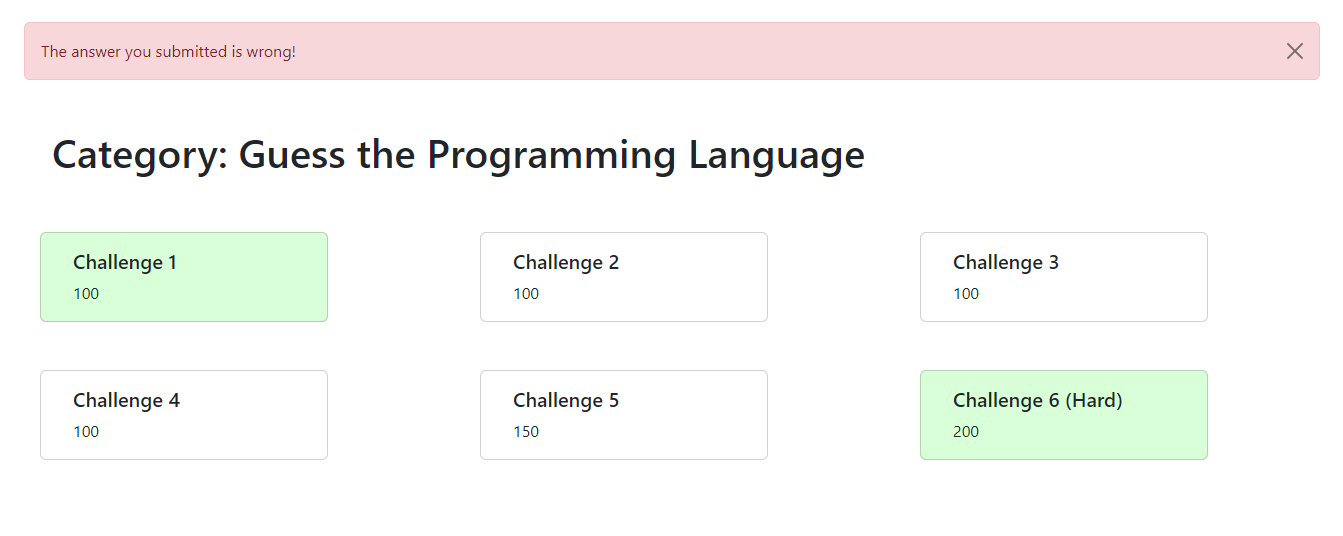 The answer you submitted is wrong!
Category: Guess the Programming Language
Challenge 1
100
Challenge 2
100
Challenge 3
100
Challenge 4
100
Challenge 5
150
Challenge 6 (Hard)
200